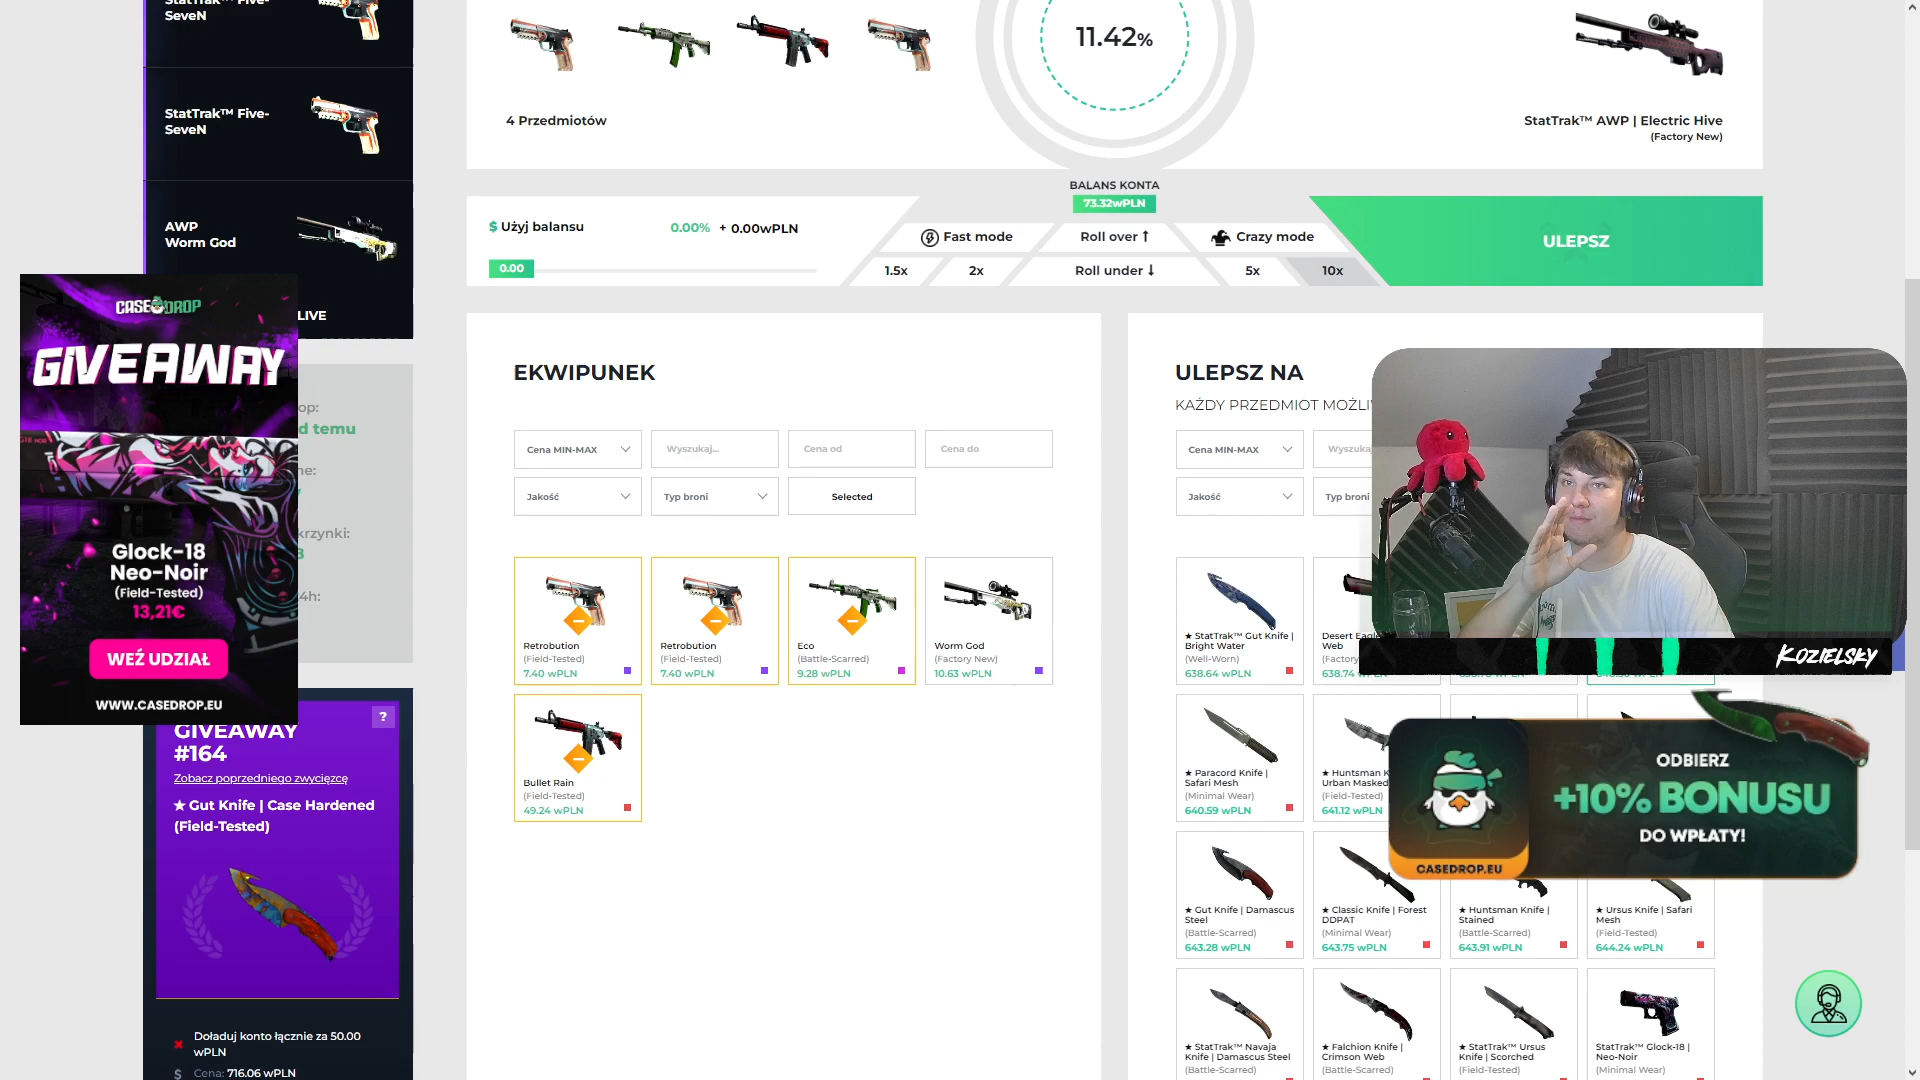 StatTrak™ Five-
SeveN
StatTrak™ Five-
SeveN
AWP
Worm God
LIVE
CASEDROP
GIVEAWAY
Glock-18
Neo-Noir
(Field-Tested)
13,21€
WEŹ UDZIAŁ
WWW.CASEDROP.EU
op:
d temu
krzynki:
4h:
GIVEAWAY
#164
?
Zobacz poprzedniego zwycięzcę
★ Gut Knife | Case Hardened
(Field-Tested)
Doładuj konto łącznie za 50.00
wPLN
$ Cena: 716.06 wPLN
11.42%
4 Przedmiotów
StatTrak™ AWP | Electric Hive
(Factory New)
BALANS KONTA
73.32wPLN
$ Użyj balansu
0.00% + 0.00wPLN
0.00
Fast mode
Roll over ↑
Crazy mode
1.5x
2x
Roll under ↓
5x
10x
ULEPSZ
EKWIPUNEK
Cena MIN-MAX
Wyszukaj...
Cena od
Cena do
Jakość
Typ broni
Selected
Retrobution
(Field-Tested)
7.40 wPLN
Retrobution
(Field-Tested)
7.40 wPLN
Eco
(Battle-Scarred)
9.28 wPLN
Worm God
(Factory New)
10.63 wPLN
Bullet Rain
(Field-Tested)
49.24 wPLN
ULEPSZ NA
KAŻDY PRZEDMIOT MOŻLI
Cena MIN-MAX
Wyszuka
Jakość
Typ broni
★ StatTrak™ Gut Knife |
Bright Water
(Well-Worn)
638.64 wPLN
Desert Eagle
Web
(Factory
638.74
KOZIELSKY
★ Paracord Knife |
Safari Mesh
(Minimal Wear)
640.59 wPLN
★ Huntsman K
Urban Masked
(Field-Tested)
641.12 wPLN
ODBIERZ
+10% BONUSU
DO WPŁATY!
CASEDROP.EU
★ Gut Knife | Damascus
Steel
(Battle-Scarred)
643.28 wPLN
★ Classic Knife | Forest
DDPAT
(Minimal Wear)
643.75 wPLN
★ Huntsman Knife |
Stained
(Battle-Scarred)
643.91 wPLN
★ Ursus Knife | Safari
Mesh
(Field-Tested)
644.24 wPLN
★ StatTrak™ Navaja
Knife | Damascus Steel
(Battle-Scarred)
★ Falchion Knife |
Crimson Web
(Battle-Scarred)
★ StatTrak™ Ursus
Knife | Scorched
(Field-Tested)
StatTrak™ Glock-18 |
Neo-Noir
(Minimal Wear)